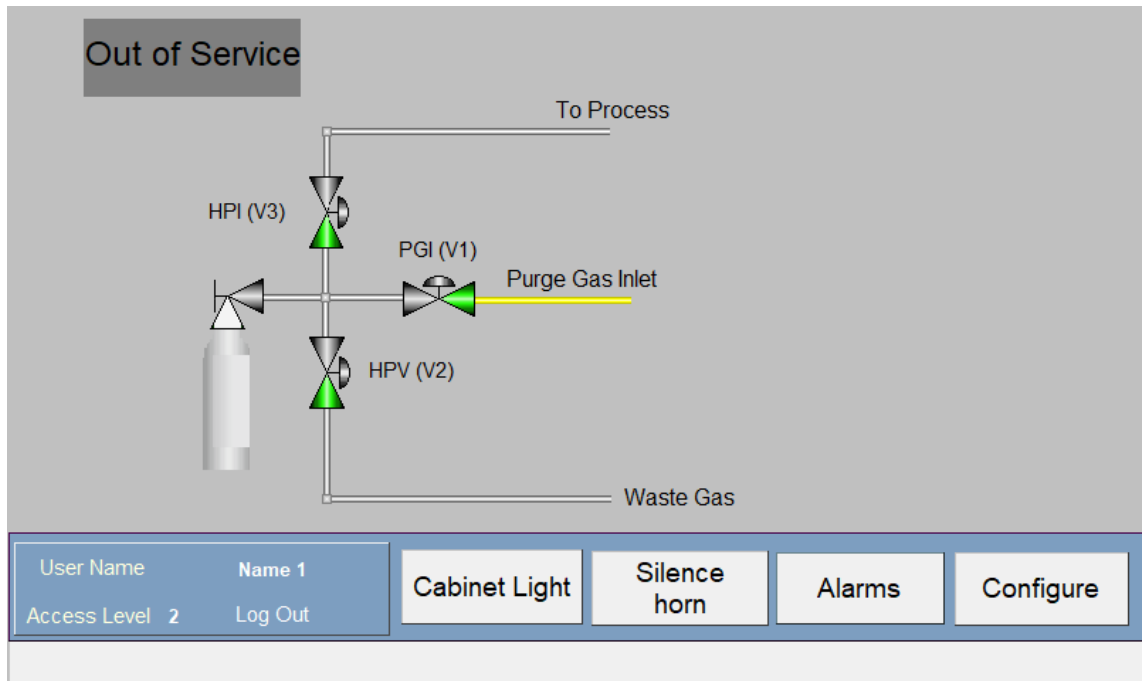 Out of Service
To Process
HPI (V3)
PGI (V1)
Purge Gas Inlet
HPV (V2)
Waste Gas
User Name Name 1
Access Level 2 Log Out
Cabinet Light
Silence
horn
Alarms
Configure